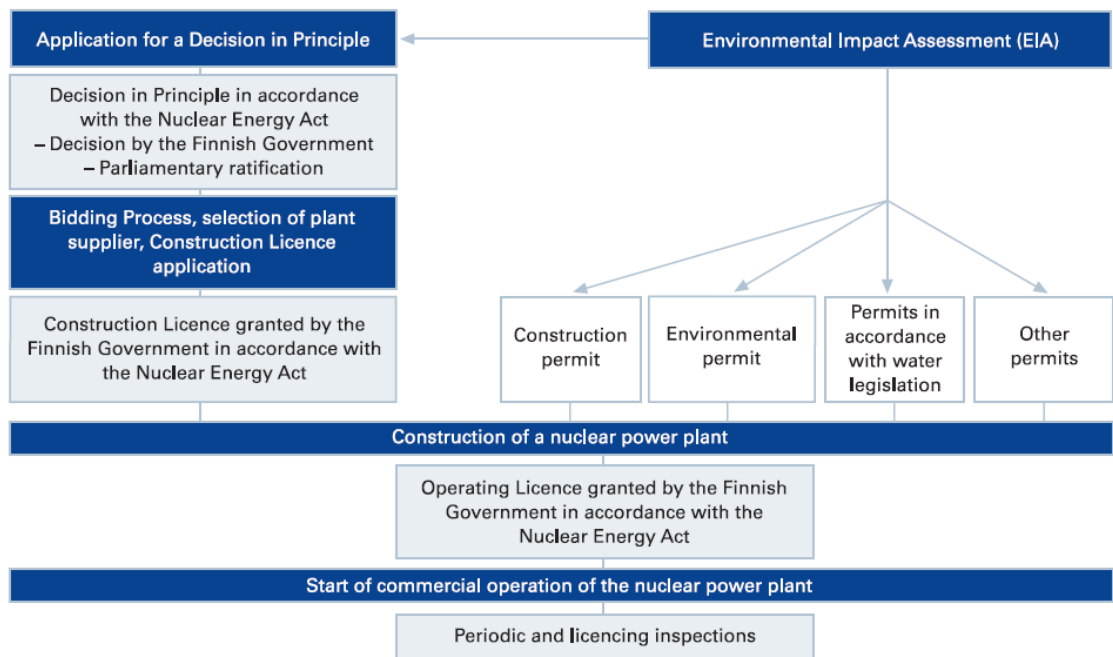 Application for a Decision in Principle
Environmental Impact Assessment (EIA)
Decision in Principle in accordance
with the Nuclear Energy Act
– Decision by the Finnish Government
– Parliamentary ratification
Bidding Process, selection of plant
supplier, Construction Licence
application
Construction Licence granted by the
Finnish Government in accordance with
the Nuclear Energy Act
Construction
permit
Environmental
permit
Permits in
accordance
with water
legislation
Other
permits
Construction of a nuclear power plant
Operating Licence granted by the Finnish
Government in accordance with the
Nuclear Energy Act
Start of commercial operation of the nuclear power plant
Periodic and licencing inspections